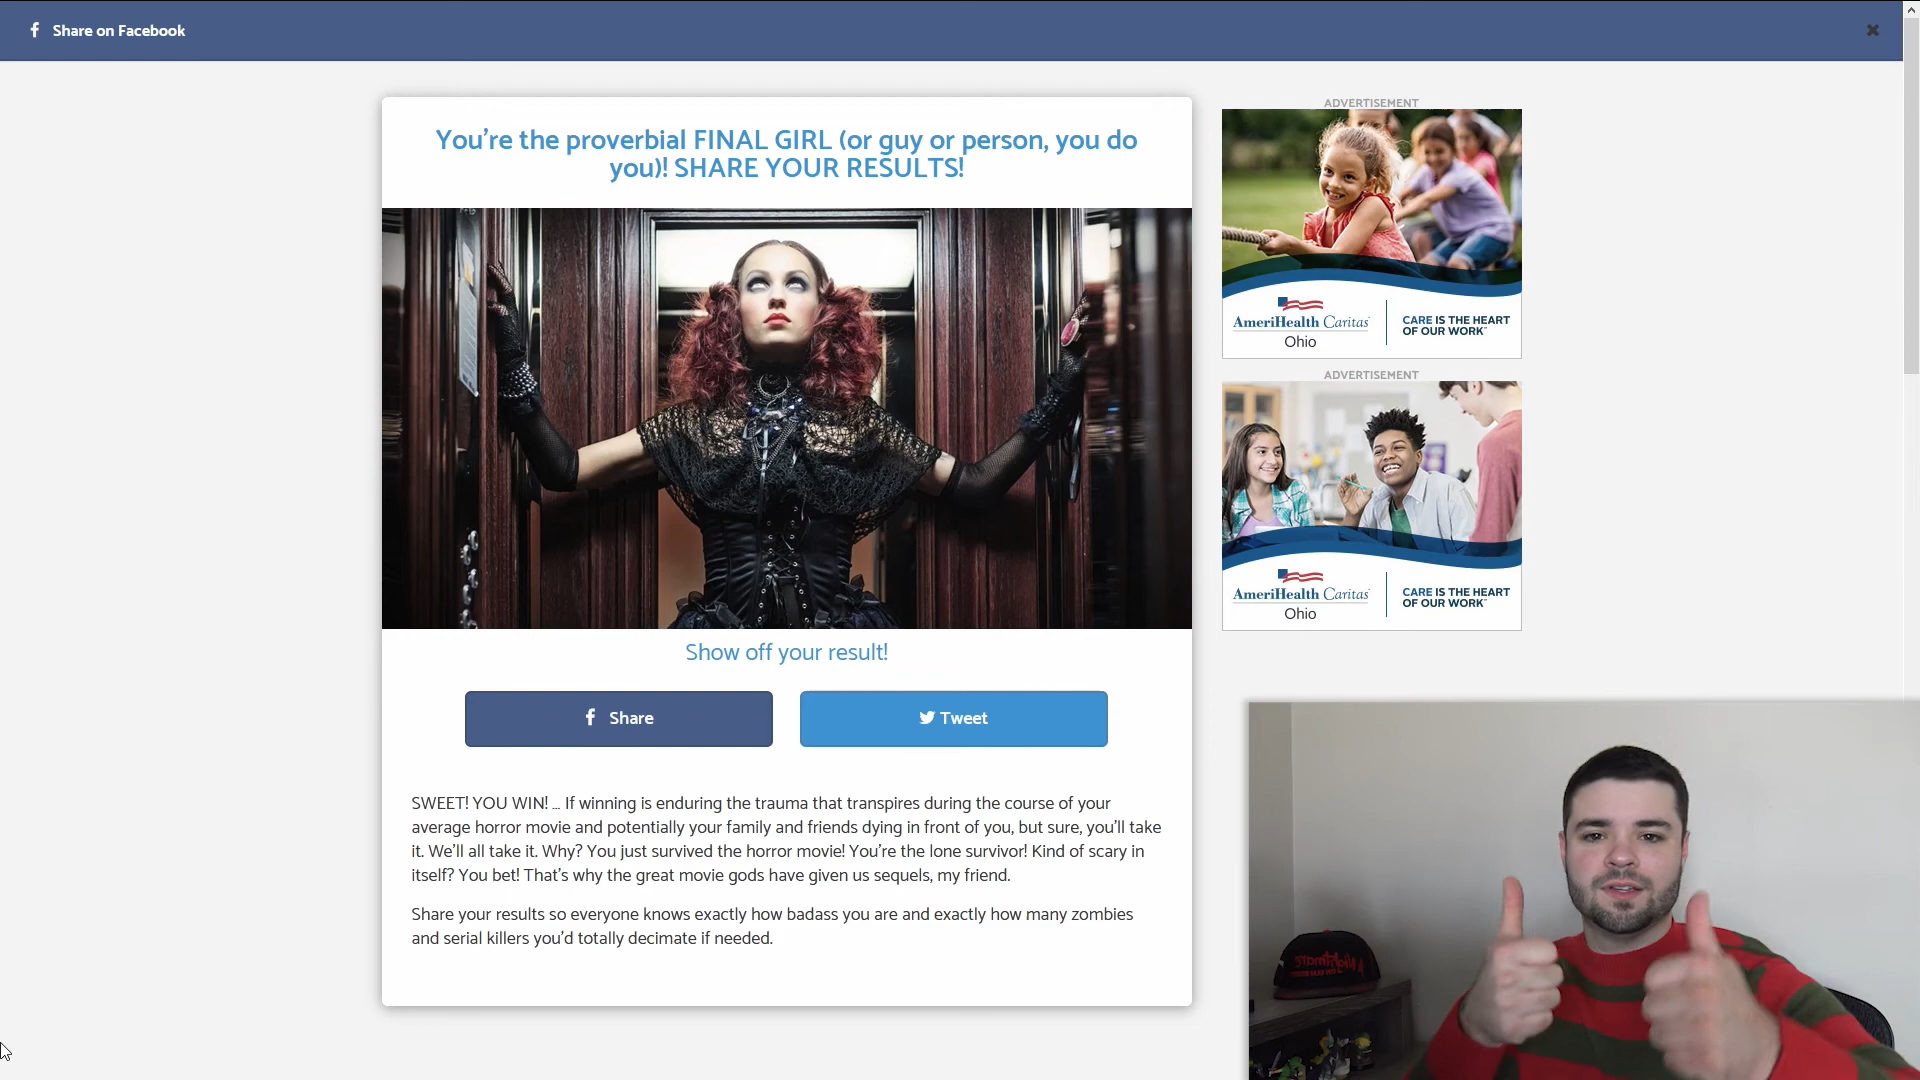 Share on Facebook
You're the proverbial FINAL GIRL (or guy or person, you do
you)! SHARE YOUR RESULTS!
Show off your result!
Share
Tweet
SWEET! YOU WIN! ... If winning is enduring the trauma that transpires during the course of your
average horror movie and potentially your family and friends dying in front of you, but sure, you'll take
it. We'll all take it. Why? You just survived the horror movie! You're the lone survivor! Kind of scary in
itself? You bet! That's why the great movie gods have given us sequels, my friend.
Share your results so everyone knows exactly how badass you are and exactly how many zombies
and serial killers you'd totally decimate if needed.
ADVERTISEMENT
AmeriHealth Caritas
Ohio
CARE IS THE HEART
OF OUR WORK
ADVERTISEMENT
AmeriHealth Caritas
Ohio
CARE IS THE HEART
OF OUR WORK
Nightmare